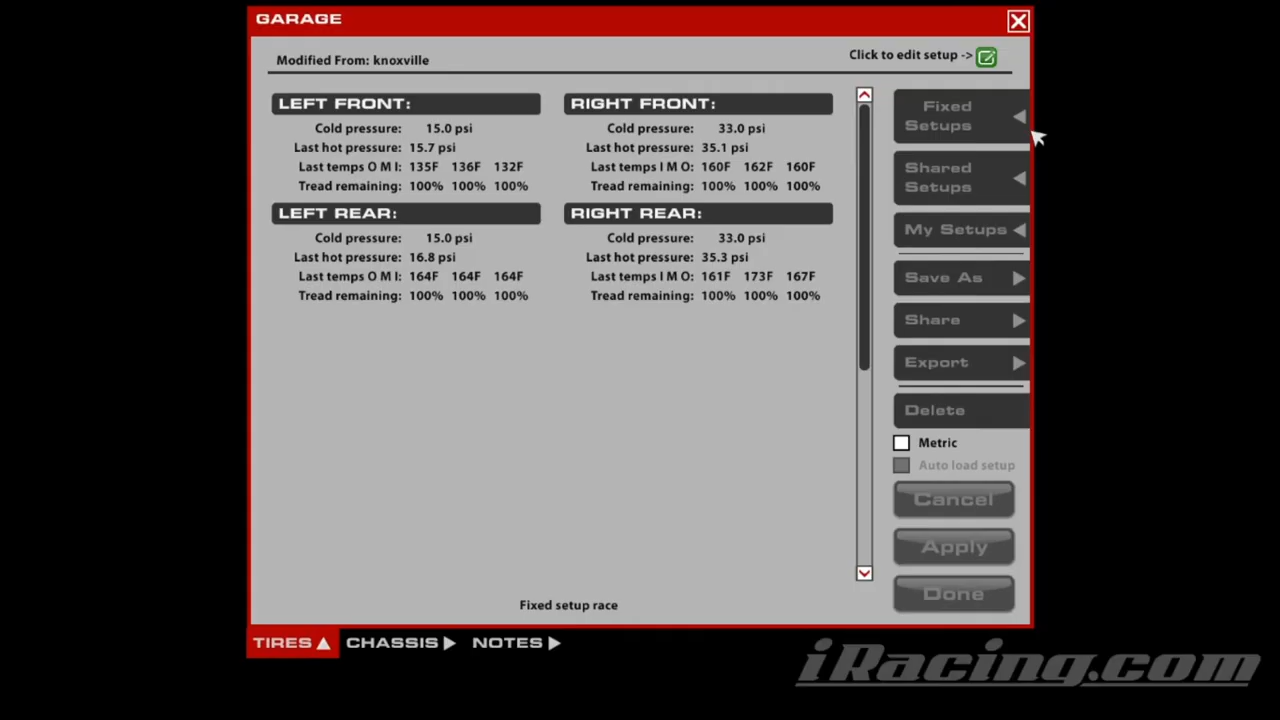 GARAGE
Modified From: knoxville
Click to edit setup ->
LEFT FRONT:
Cold pressure: 15.0 psi
Last hot pressure: 15.7 psi
Last temps O M I: 135F 136F 132F
Tread remaining: 100% 100% 100%
RIGHT FRONT:
Cold pressure: 33.0 psi
Last hot pressure: 35.1 psi
Last temps I M O: 160F 162F 160F
Tread remaining: 100% 100% 100%
LEFT REAR:
Cold pressure: 15.0 psi
Last hot pressure: 16.8 psi
Last temps O M I: 164F 164F 164F
Tread remaining: 100% 100% 100%
RIGHT REAR:
Cold pressure: 33.0 psi
Last hot pressure: 35.3 psi
Last temps I M O: 161F 173F 167F
Tread remaining: 100% 100% 100%
Fixed
Setups
Shared
Setups
My Setups
Save As
Share
Export
Delete
Metric
Auto load setup
Cancel
Apply
Done
Fixed setup race
TIRES CHASSIS NOTES
iRacing.com